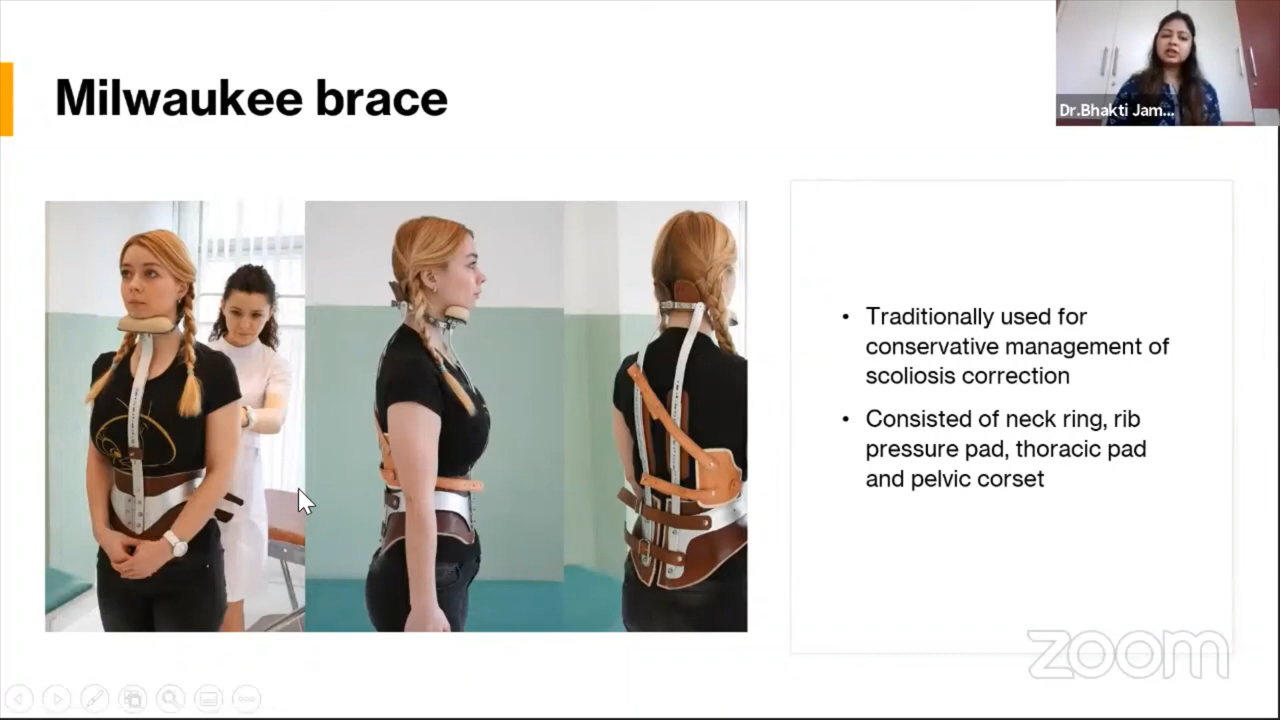 Milwaukee brace
Dr.Bhakti Jam...
• Traditionally used for
conservative management of
scoliosis correction
• Consisted of neck ring, rib
pressure pad, thoracic pad
and pelvic corset
zoom